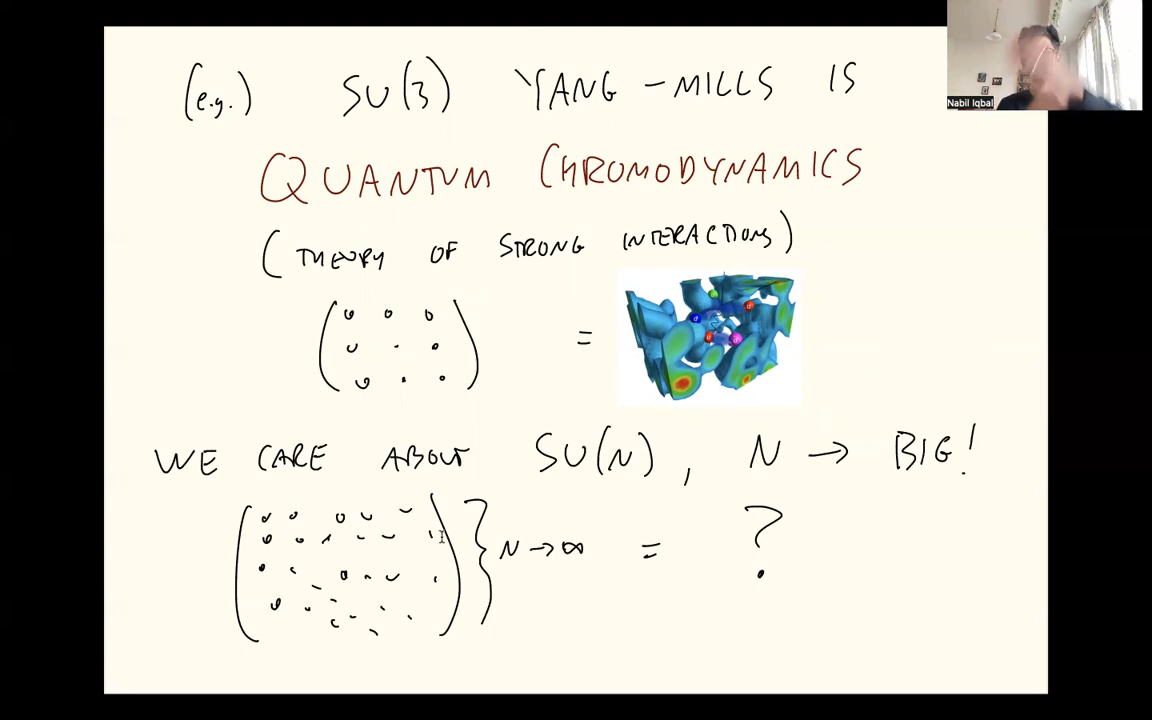 (e.g.) SU(3) YANG-MILLS IS
Nabil Iqbal
QUANTUM CHROMODYNAMICS
(THEORY OF STRONG INTERACTIONS)
=
WE CARE ABOUT SU(N), N → BIG!
} N → ∞ = ?